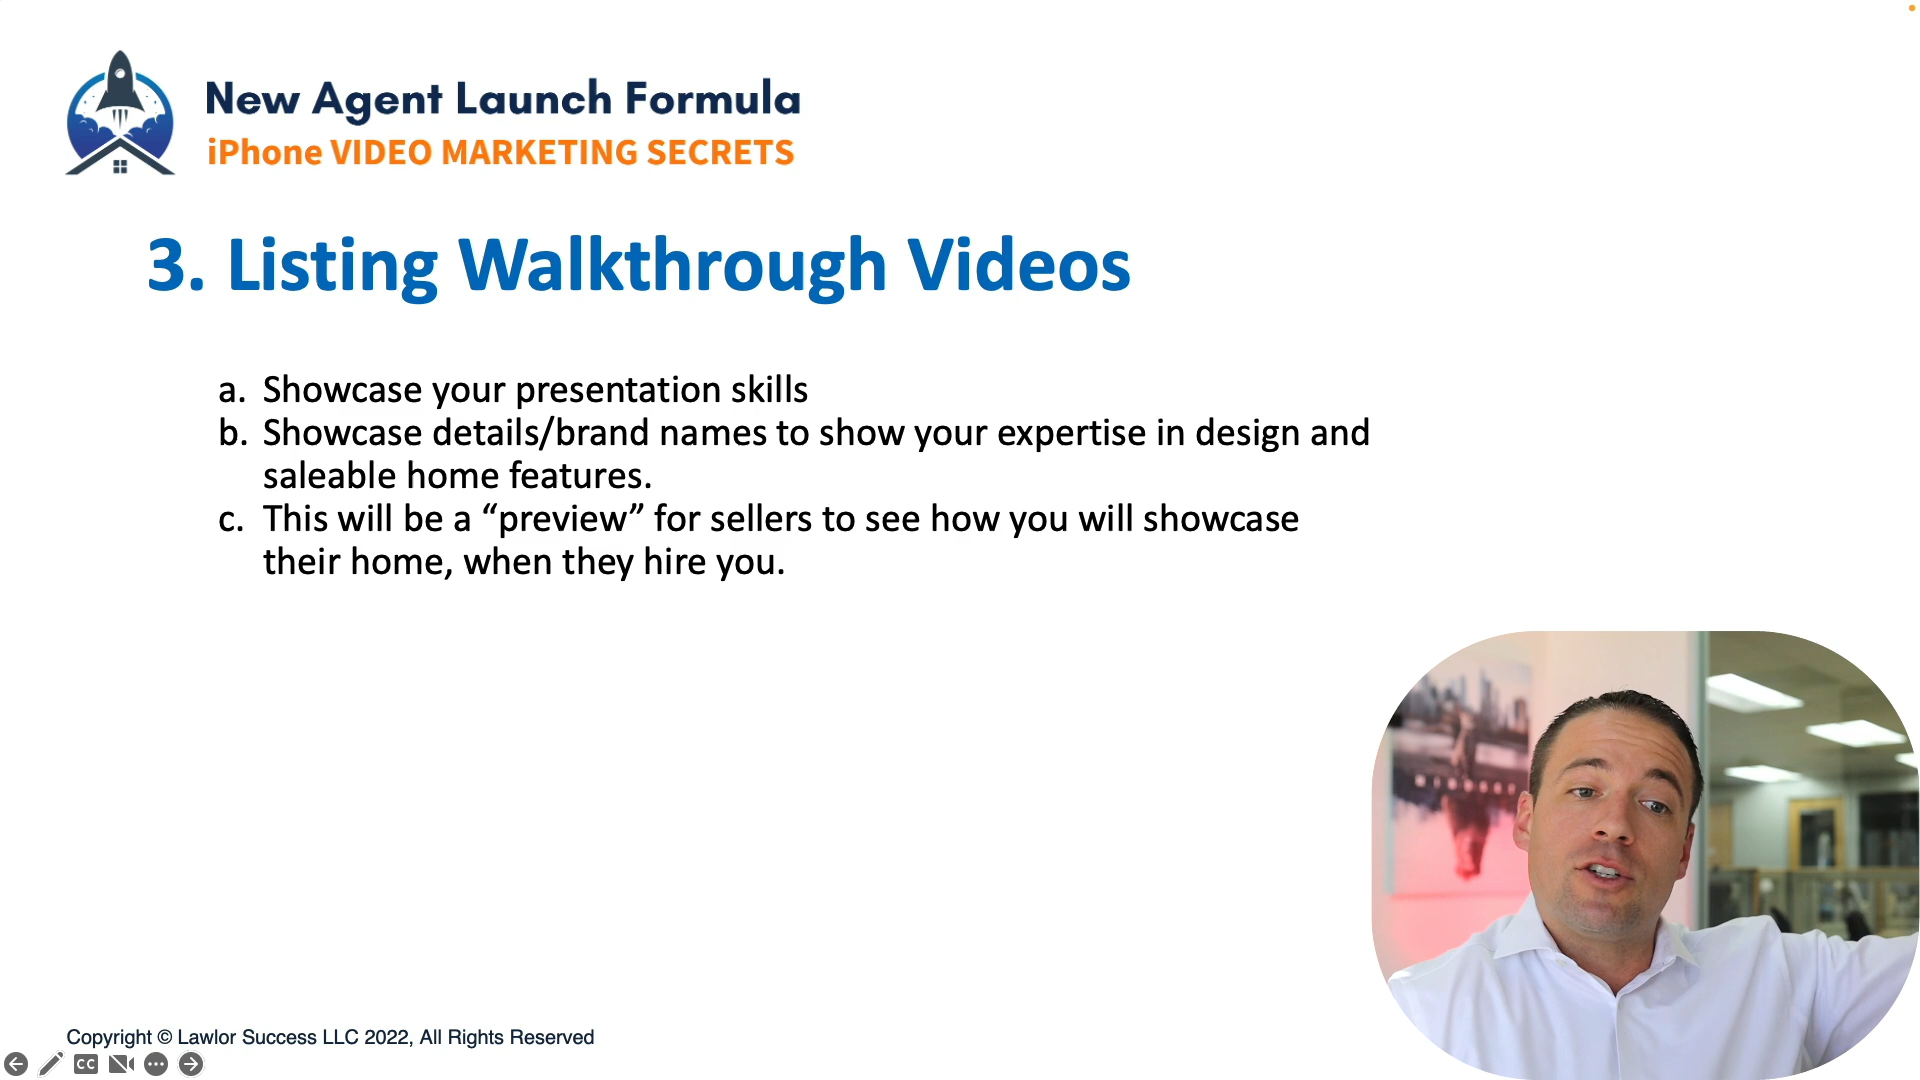 New Agent Launch Formula
iPhone VIDEO MARKETING SECRETS
3. Listing Walkthrough Videos
a. Showcase your presentation skills
b. Showcase details/brand names to show your expertise in design and
saleable home features.
c. This will be a “preview” for sellers to see how you will showcase
their home, when they hire you.
Copyright © Lawlor Success LLC 2022, All Rights Reserved
CC